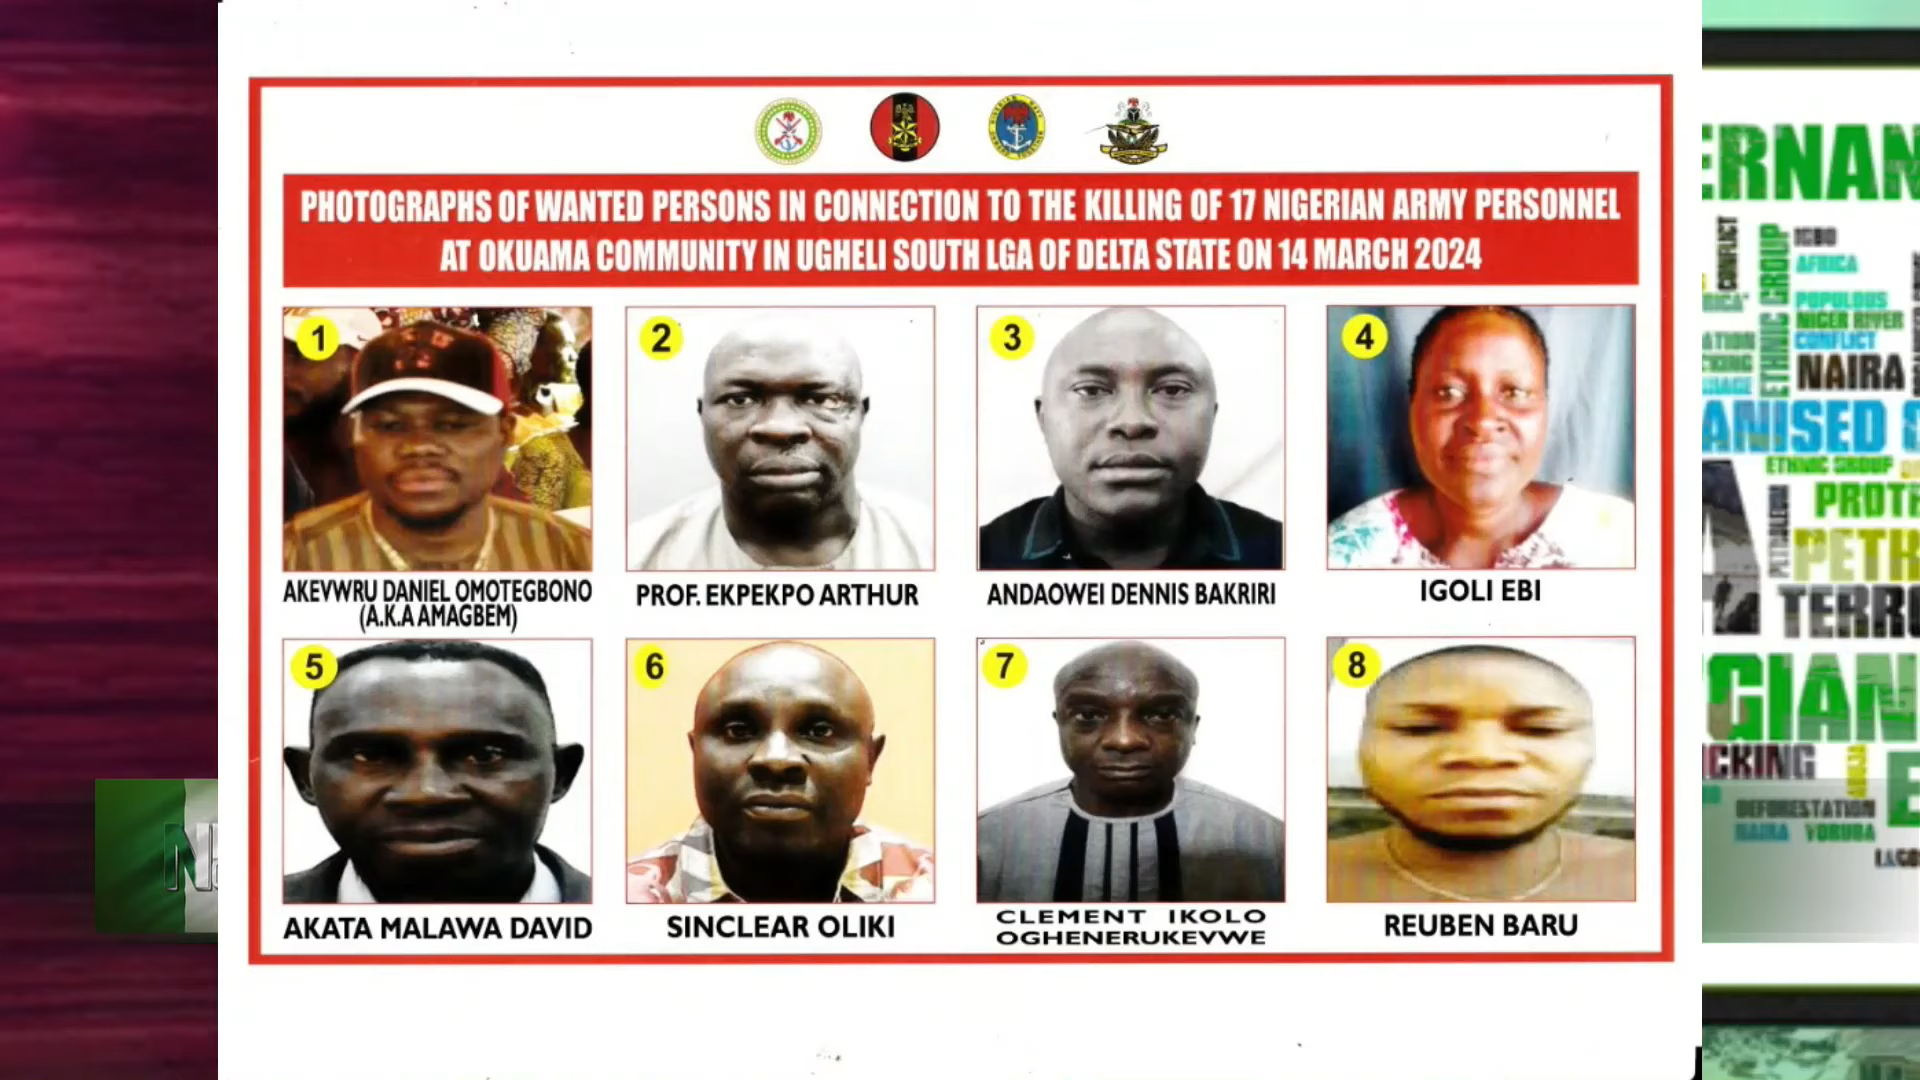 PHOTOGRAPHS OF WANTED PERSONS IN CONNECTION TO THE KILLING OF 17 NIGERIAN ARMY PERSONNEL
AT OKUAMA COMMUNITY IN UGHELI SOUTH LGA OF DELTA STATE ON 14 MARCH 2024
1
2
3
4
AKEVWRU DANIEL OMOTEGBONO
(A.K.A AMAGBEM)
PROF. EKPEKPO ARTHUR
ANDAOWEI DENNIS BAKRIRI
IGOLI EBI
5
6
7
8
AKATA MALAWA DAVID
SINCLEAR OLIKI
CLEMENT IKOLO
OGHENERUKEVWE
REUBEN BARU
ERNAN
CONFLICT
IGBO
AFRICA
ETHNIC GROUP
POPULOUS
NIGER RIVER
CONFLICT
NAIRA
ANISED
ETHNIC GROUP
PETROLEUM
PROT
PETR
TERR
GIAN
CKING
DEFORESTATION
NAIRA YORUBA
LAGO